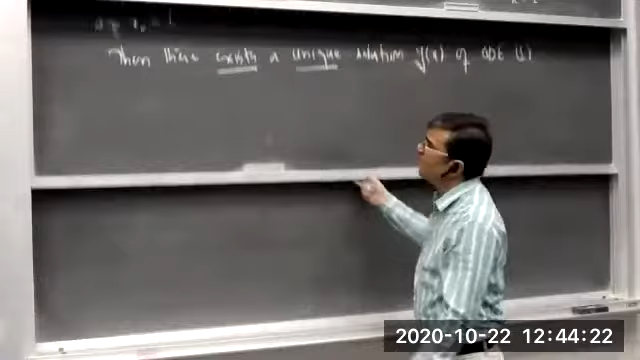 Then there exists a unique solution y(x) of ODE (1)
2020-10-22 12:44:22